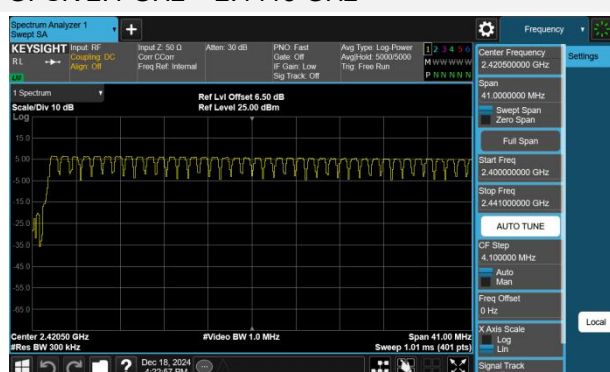 Spectrum Analyzer 1
Swept SA
+
Frequency
KEYSIGHT
R L
LVI
Input: RF
Coupling: DC
Align: Off
Input Z: 50 Ω
Corr CCorr
Freq Ref: Internal
Atten: 30 dB
PNO: Fast
Gate: Off
IF Gain: Low
Sig Track: Off
Avg Type: Log-Power
Avg|Hold: 5000/5000
Trig: Free Run
1 2 3 4 5 6
M W W W W W
P N N N N N
Center Frequency
2.420500000 GHz
Settings
1 Spectrum
Scale/Div 10 dB
Ref Lvl Offset 6.50 dB
Ref Level 25.00 dBm
Log
15.0
5.00
-5.00
-15.0
-25.0
-35.0
-45.0
-55.0
-65.0
Span
41.0000000 MHz
Swept Span
Zero Span
Full Span
Start Freq
2.400000000 GHz
Stop Freq
2.441000000 GHz
AUTO TUNE
CF Step
4.100000 MHz
Auto
Man
Freq Offset
0 Hz
X Axis Scale
Log
Lin
Signal Track
Local
Center 2.42050 GHz
#Res BW 300 kHz
#Video BW 1.0 MHz
Span 41.00 MHz
Sweep 1.01 ms (401 pts)
?
Dec 18, 2024
4:22:57 PM